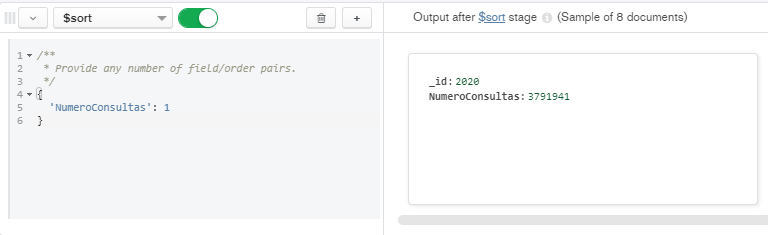 $sort
Output after $sort stage (Sample of 8 documents)
1 /**
2 * Provide any number of field/order pairs.
3 */
4 {
5 'NumeroConsultas': 1
6 }
_id: 2020
NumeroConsultas: 3791941